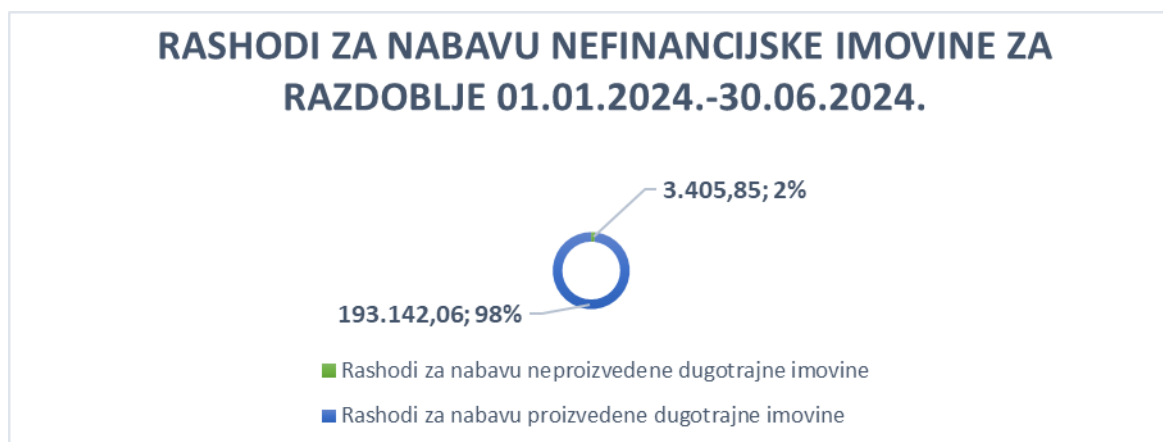 RASHODI ZA NABAVU NEFINANCIJSKE IMOVINE ZA
RAZDOBLJE 01.01.2024.-30.06.2024.
3.405,85; 2%
193.142,06; 98%
Rashodi za nabavu neproizvedene dugotrajne imovine
Rashodi za nabavu proizvedene dugotrajne imovine